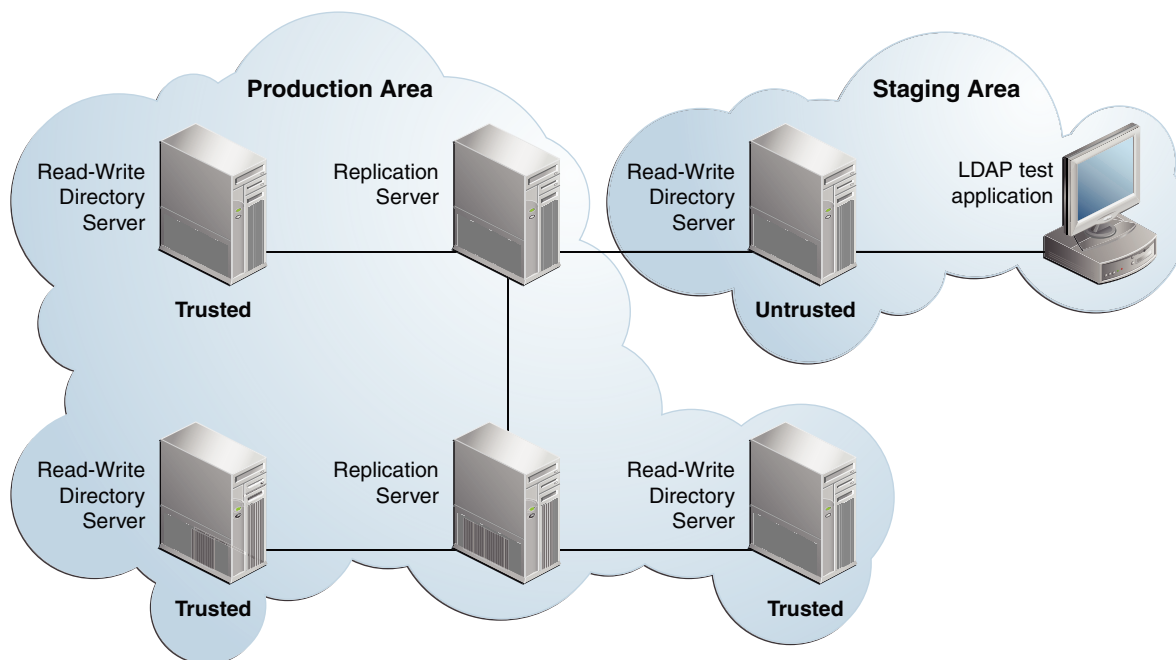 Production Area
Staging Area
Read-Write
Directory
Server
Replication
Server
Read-Write
Directory
Server
LDAP test
application
Trusted
Untrusted
Read-Write
Directory
Server
Replication
Server
Read-Write
Directory
Server
Trusted
Trusted